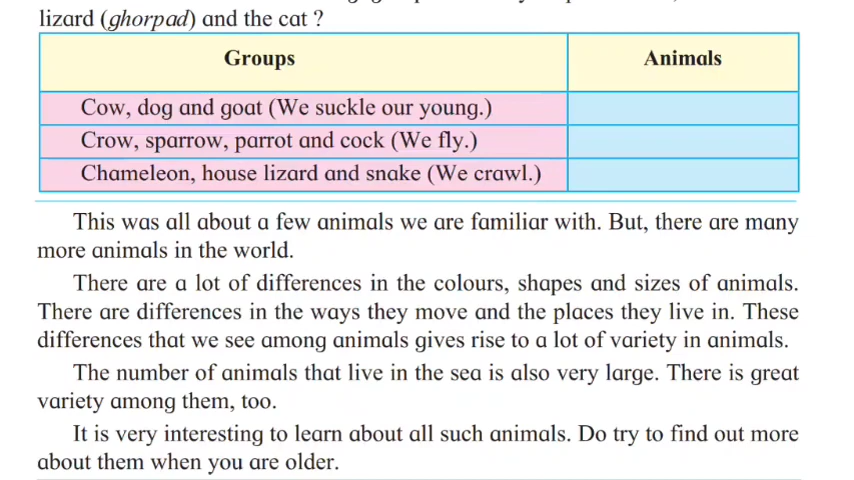 lizard (ghorpad) and the cat ?
Groups Animals
Cow, dog and goat (We suckle our young.)
Crow, sparrow, parrot and cock (We fly.)
Chameleon, house lizard and snake (We crawl.)
This was all about a few animals we are familiar with. But, there are many
more animals in the world.
There are a lot of differences in the colours, shapes and sizes of animals.
There are differences in the ways they move and the places they live in. These
differences that we see among animals gives rise to a lot of variety in animals.
The number of animals that live in the sea is also very large. There is great
variety among them, too.
It is very interesting to learn about all such animals. Do try to find out more
about them when you are older.